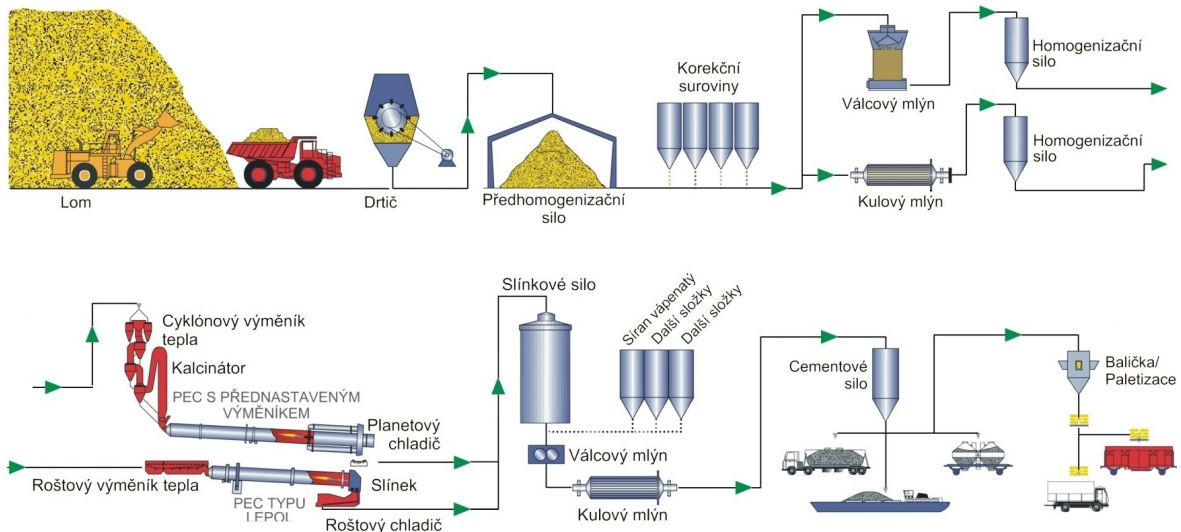 Lom
Drtič
Předhomogenizační
silo
Korekční
suroviny
Válcový mlýn
Homogenizační
silo
Kulový mlýn
Homogenizační
silo
Cyklónový výměník
tepla
Kalcinátor
PEC S PŘEDNASTAVENÝM
VÝMĚNÍKEM
Planetový
chladič
Roštový výměník tepla
PEC TYPU
LEPOL
Slínek
Roštový chladič
Slínkové silo
Síran vápenatý
Další složky
Další složky
Válcový mlýn
Kulový mlýn
Cementové
silo
Balička/
Paletizace